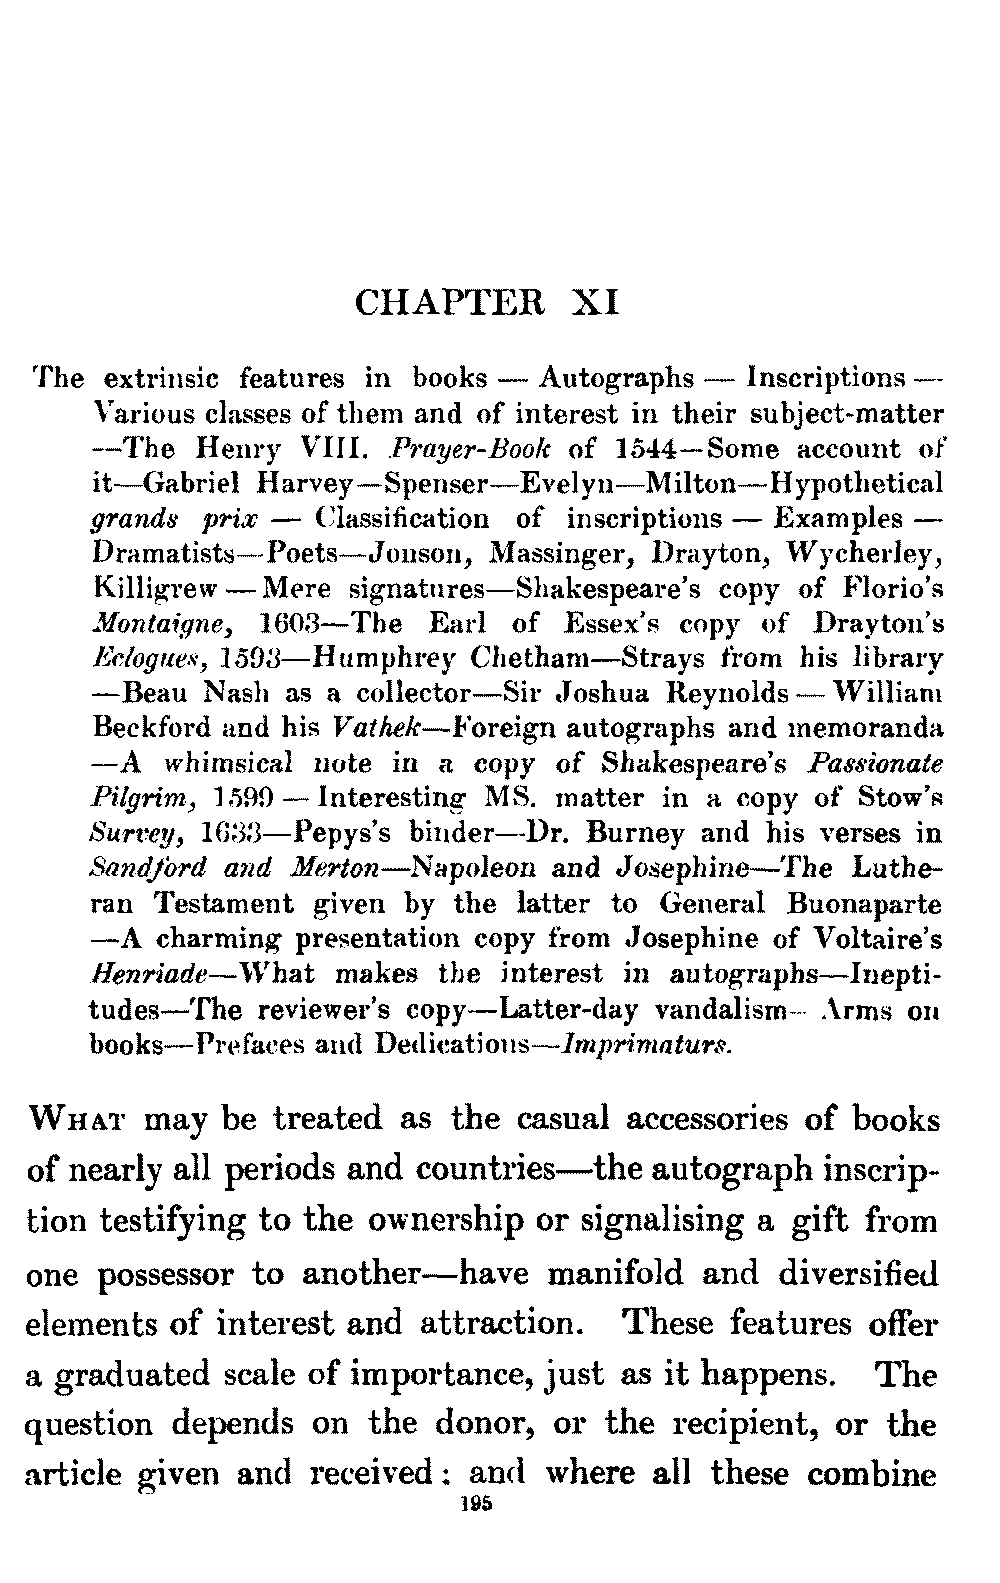 CHAPTER XI
The extrinsic features in books — Autographs — Inscriptions —
Various classes of them and of interest in their subject-matter
—The Henry VIII. Prayer-Book of 1544—Some account of
it—Gabriel Harvey—Spenser—Evelyn—Milton—Hypothetical
grands prix — Classification of inscriptions — Examples —
Dramatists—Poets—Jonson, Massinger, Drayton, Wycherley,
Killigrew — Mere signatures—Shakespeare's copy of Florio's
Montaigne, 1603—The Earl of Essex's copy of Drayton's
Eclogues, 1593—Humphrey Chetham—Strays from his library
—Beau Nash as a collector—Sir Joshua Reynolds — William
Beckford and his Vathek—Foreign autographs and memoranda
—A whimsical note in a copy of Shakespeare's Passionate
Pilgrim, 1599 — Interesting MS. matter in a copy of Stow's
Survey, 1633—Pepys's binder—Dr. Burney and his verses in
Sandford and Merton—Napoleon and Josephine—The Luthe-
ran Testament given by the latter to General Buonaparte
—A charming presentation copy from Josephine of Voltaire's
Henriade—What makes the interest in autographs—Inepti-
tudes—The reviewer's copy—Latter-day vandalism—Arms on
books—Prefaces and Dedications—Imprimaturs.
WHAT may be treated as the casual accessories of books
of nearly all periods and countries—the autograph inscrip-
tion testifying to the ownership or signalising a gift from
one possessor to another—have manifold and diversified
elements of interest and attraction. These features offer
a graduated scale of importance, just as it happens. The
question depends on the donor, or the recipient, or the
article given and received; and where all these combine
195